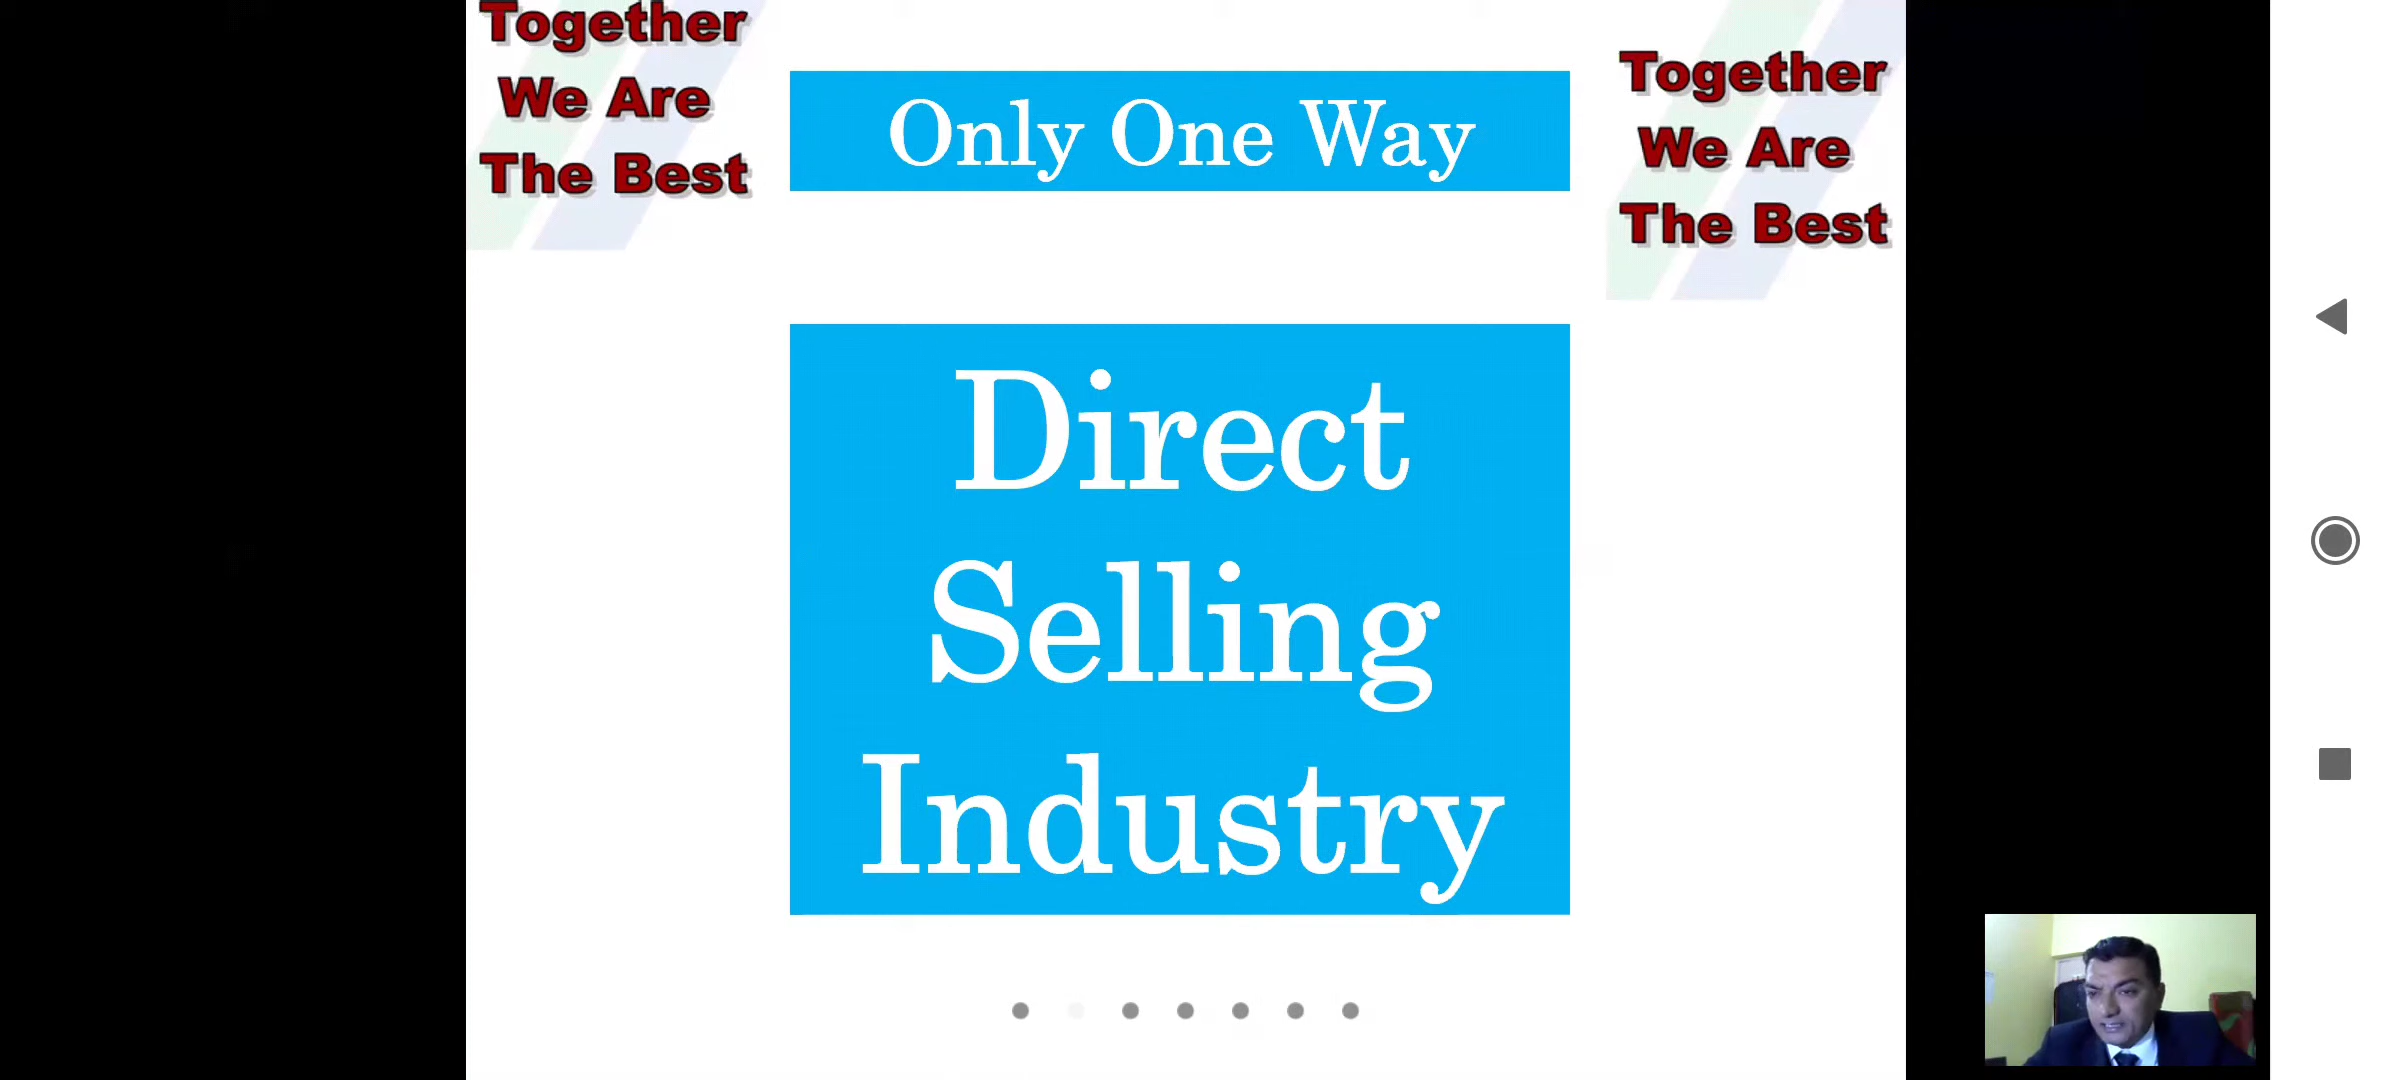 Together
We Are
The Best
Only One Way
Together
We Are
The Best
Direct
Selling
Industry